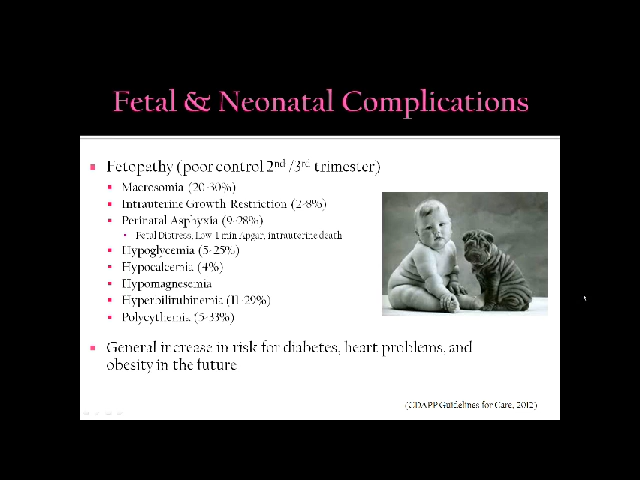 Fetal & Neonatal Complications
Fetopathy (poor control 2nd /3rd trimester)
Macrosomia (20-30%)
Intrauterine Growth Restriction (2-8%)
Perinatal Asphyxia (9-28%)
Fetal Distress, Low 1 min Apgar, intrauterine death
Hypoglycemia (5-25%)
Hypocalcemia (4%)
Hypomagnesemia
Hyperbilirubinemia (11-29%)
Polycythemia (5-33%)
General increase in risk for diabetes, heart problems, and
obesity in the future
(CDAPP Guidelines for Care, 2012)